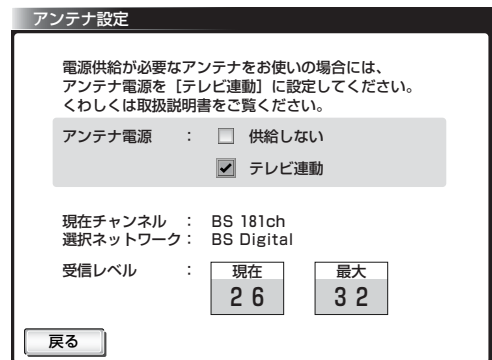 アンテナ設定
電源供給が必要なアンテナをお使いの場合には、
アンテナ電源を［テレビ連動］に設定してください。
くわしくは取扱説明書をご覧ください。
アンテナ電源 ： 供給しない
テレビ連動
現在チャンネル ： BS 181ch
選択ネットワーク： BS Digital
受信レベル ： 現在 最大
26 32
戻る